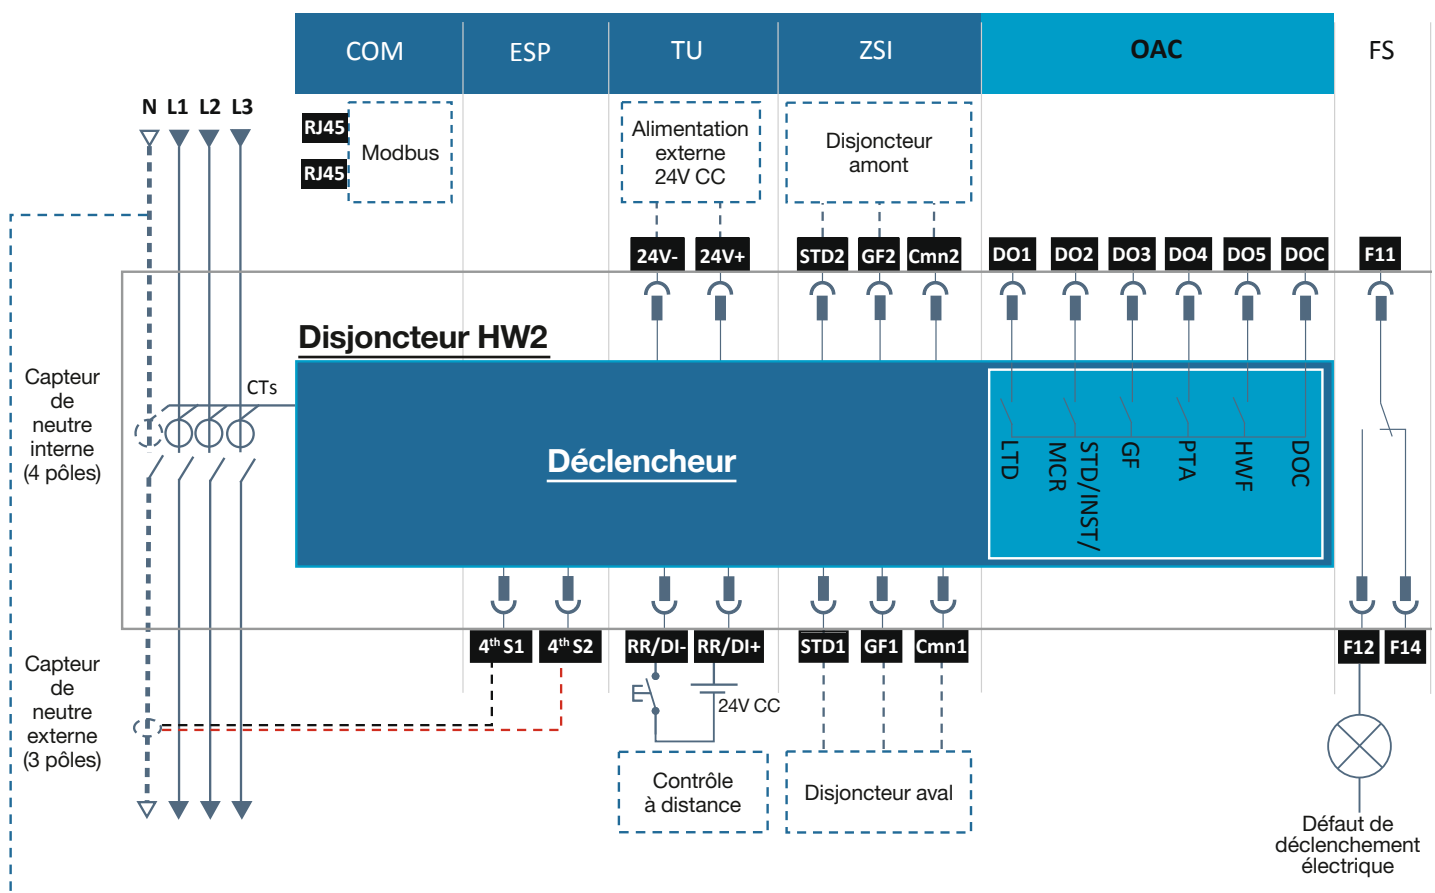 COM ESP TU ZSI OAC FS
N L1 L2 L3
RJ45
RJ45
Modbus
Alimentation
externe
24V CC
Disjoncteur
amont
24V- 24V+ STD2 GF2 Cmn2 DO1 DO2 DO3 DO4 DO5 DOC F11
Disjoncteur HW2
Capteur
de
neutre
interne
(4 pôles)
CTs
Déclencheur
LTD
STD/INST/
MCR
GF
PTA
HWF
DOC
4th S1 4th S2 RR/DI- RR/DI+ STD1 GF1 Cmn1 F12 F14
Capteur
de
neutre
externe
(3 pôles)
24V CC
Contrôle
à distance
Disjoncteur aval
Défaut de
déclenchement
électrique